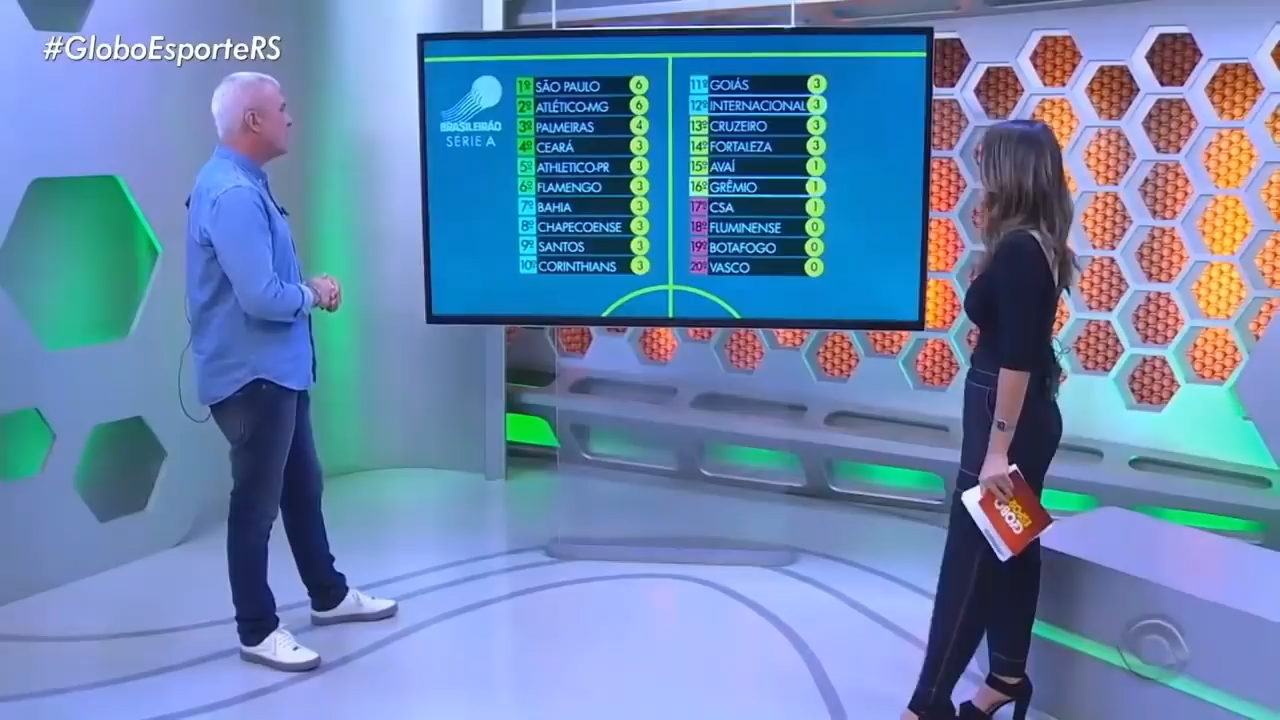 #GloboEsporteRS
BRASILEIRÃO
SÉRIE A
1º SÃO PAULO 6
2º ATLÉTICO-MG 6
3º PALMEIRAS 4
4º CEARÁ 3
5º ATHLETICO-PR 3
6º FLAMENGO 3
7º BAHIA 3
8º CHAPECOENSE 3
9º SANTOS 3
10º CORINTHIANS 3
11º GOIÁS 3
12º INTERNACIONAL 3
13º CRUZEIRO 3
14º FORTALEZA 3
15º AVAÍ 1
16º GRÊMIO 1
17º CSA 1
18º FLUMINENSE 0
19º BOTAFOGO 0
20º VASCO 0
GLOBO
ESPORTE